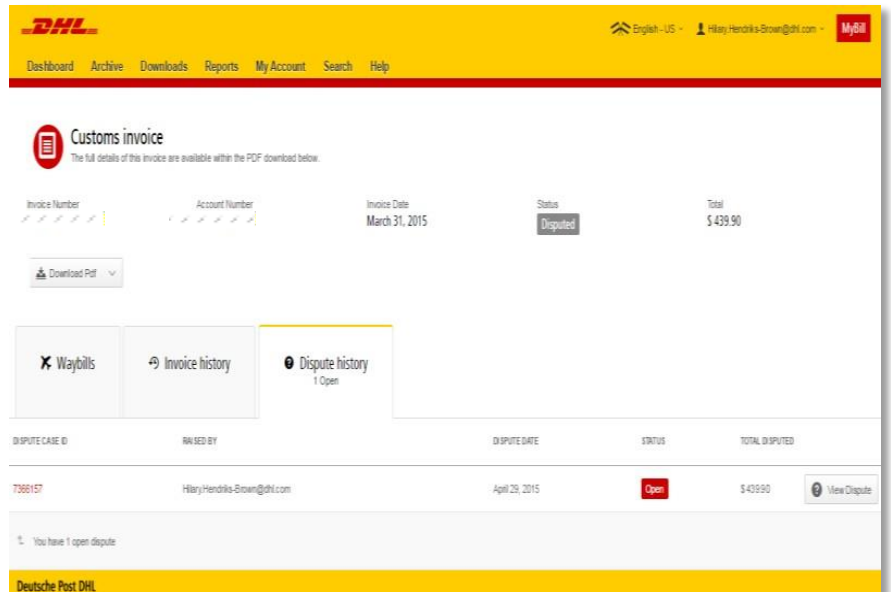 DHL
English - US
Hilary.Hendriks-Brown@dhl.com
MyBill
Dashboard Archive Downloads Reports My Account Search Help
Customs invoice
The full details of this invoice are available within the PDF download below.
Invoice Number Account Number Invoice Date Status Total
March 31, 2015 Disputed $ 439.90
Download Pdf
Waybills Invoice history Dispute history
1 Open
DISPUTE CASE ID RAISED BY DISPUTE DATE STATUS TOTAL DISPUTED
7366157 Hilary.Hendriks-Brown@dhl.com April 29, 2015 Open $ 439.90 View Dispute
You have 1 open dispute
Deutsche Post DHL